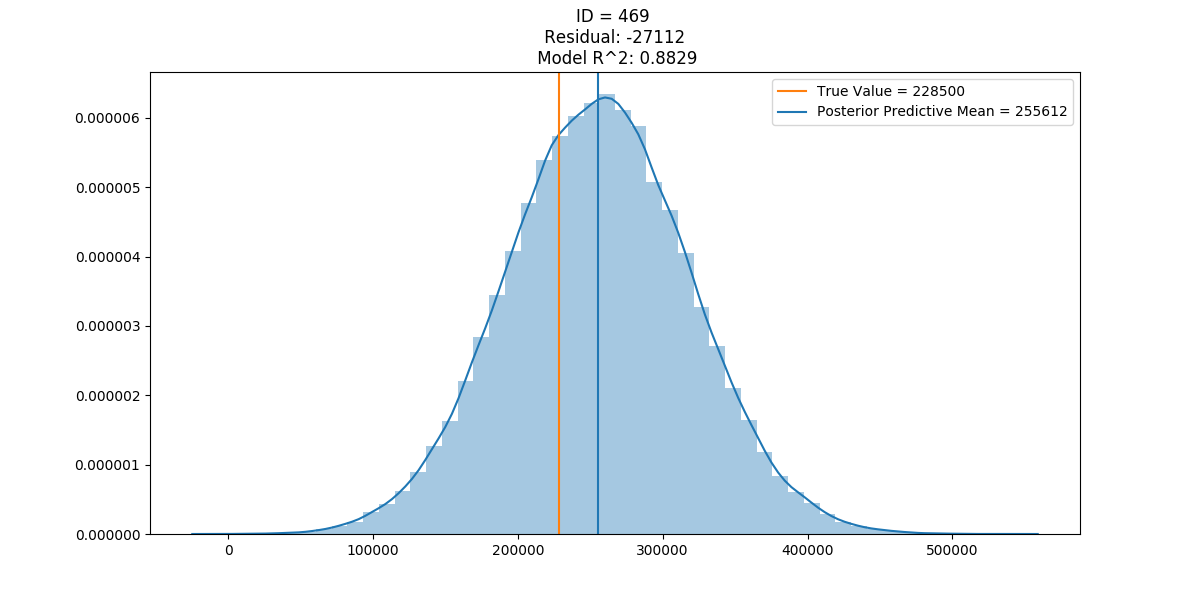 ID = 469
Residual: -27112
Model R^2: 0.8829
True Value = 228500
Posterior Predictive Mean = 255612
0.000006
0.000005
0.000004
0.000003
0.000002
0.000001
0.000000
0 100000 200000 300000 400000 500000